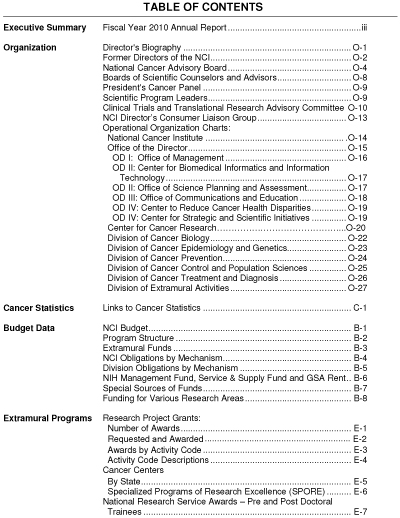 TABLE OF CONTENTS
Executive Summary Fiscal Year 2010 Annual Report..........iii
Organization Director's Biography..........O-1
Former Directors of the NCI..........O-2
National Cancer Advisory Board..........O-4
Boards of Scientific Counselors and Advisors..........O-8
President's Cancer Panel..........O-9
Scientific Program Leaders..........O-9
Clinical Trials and Translational Research Advisory Committee O-10
NCI Director's Consumer Liaison Group..........O-13
Operational Organization Charts:
National Cancer Institute..........O-14
Office of the Director..........O-15
OD I: Office of Management..........O-16
OD II: Center for Biomedical Informatics and Information
Technology..........O-17
OD II: Office of Science Planning and Assessment..........O-17
OD III: Office of Communications and Education..........O-18
OD IV: Center to Reduce Cancer Health Disparities..........O-19
OD IV: Center for Strategic and Scientific Initiatives..........O-19
Center for Cancer Research..........O-20
Division of Cancer Biology..........O-22
Division of Cancer Epidemiology and Genetics..........O-23
Division of Cancer Prevention..........O-24
Division of Cancer Control and Population Sciences..........O-25
Division of Cancer Treatment and Diagnosis..........O-26
Division of Extramural Activities..........O-27
Cancer Statistics Links to Cancer Statistics..........C-1
Budget Data NCI Budget..........B-1
Program Structure..........B-2
Extramural Funds..........B-3
NCI Obligations by Mechanism..........B-4
Division Obligations by Mechanism..........B-5
NIH Management Fund, Service & Supply Fund and GSA Rent.. B-6
Special Sources of Funds..........B-7
Funding for Various Research Areas..........B-8
Extramural Programs Research Project Grants:
Number of Awards..........E-1
Requested and Awarded..........E-2
Awards by Activity Code..........E-3
Activity Code Descriptions..........E-4
Cancer Centers
By State..........E-5
Specialized Programs of Research Excellence (SPORE)..........E-6
National Research Service Awards – Pre and Post Doctoral
Trainees..........E-7